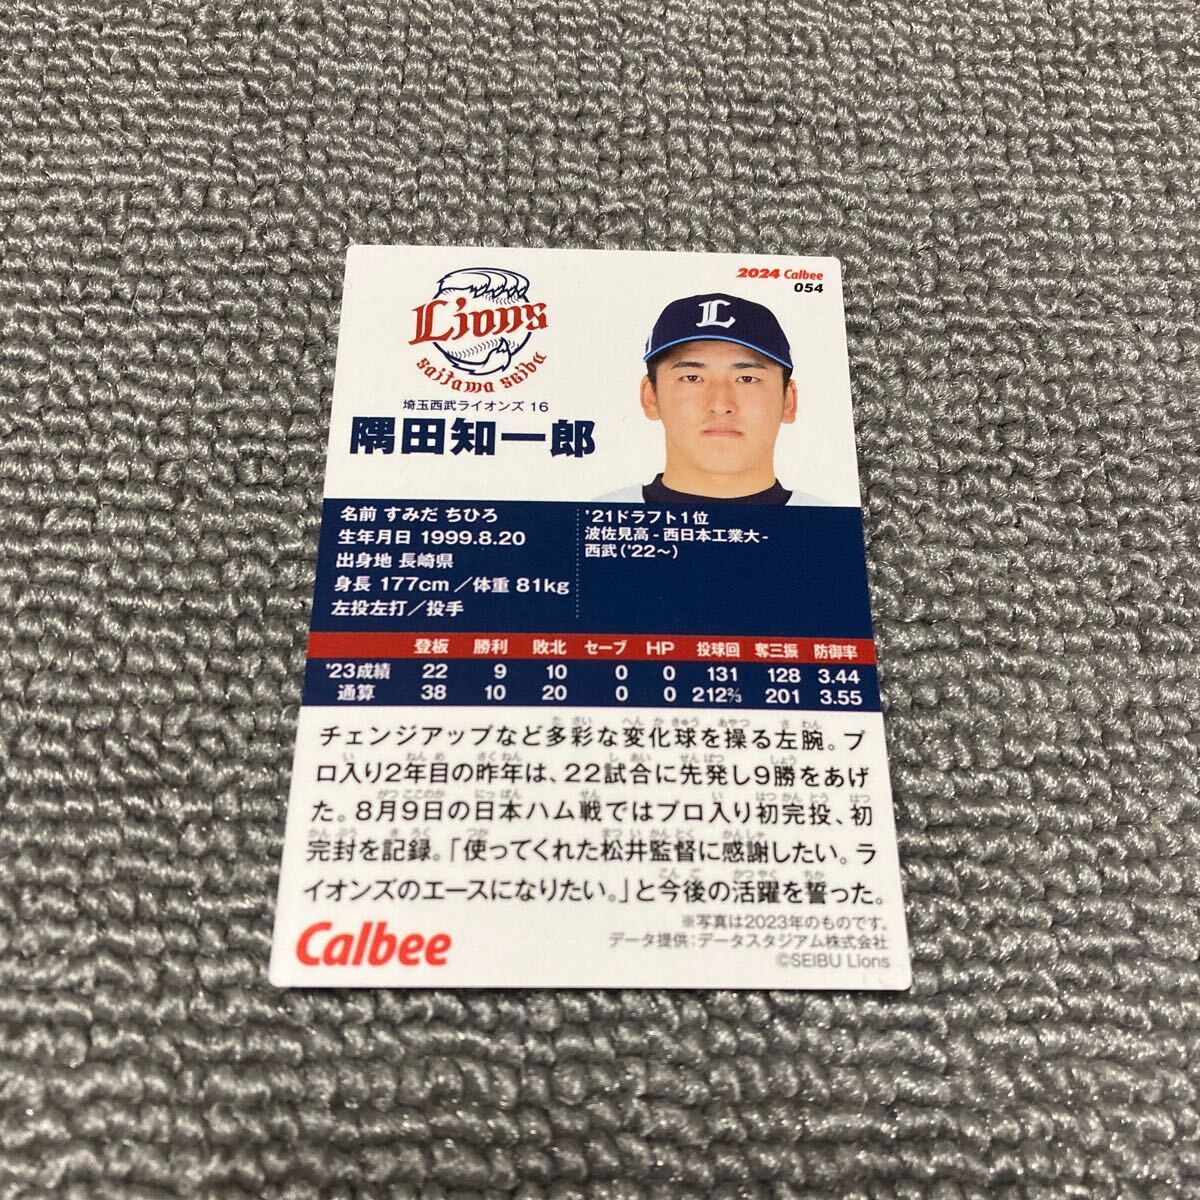 2024 Calbee
054
L
Lions
saitama seibu
埼玉西武ライオンズ 16
隅田知一郎
名前 すみだ ちひろ
生年月日 1999.8.20
出身地 長崎県
身長 177cm／体重 81kg
左投左打／投手
'21ドラフト1位
波佐見高-西日本工業大-
西武('22～)
登板 勝利 敗北 セーブ HP 投球回 奪三振 防御率
'23成績 22 9 10 0 0 131 128 3.44
通算 38 10 20 0 0 212⅔ 201 3.55
チェンジアップなど多彩な変化球を操る左腕。プ
ロ入り2年目の昨年は、22試合に先発し9勝をあげ
た。8月9日の日本ハム戦ではプロ入り初完投、初
完封を記録。「使ってくれた松井監督に感謝したい。ラ
イオンズのエースになりたい。」と今後の活躍を誓った。
※写真は2023年のものです。
データ提供:データスタジアム株式会社
©SEIBU Lions
Calbee